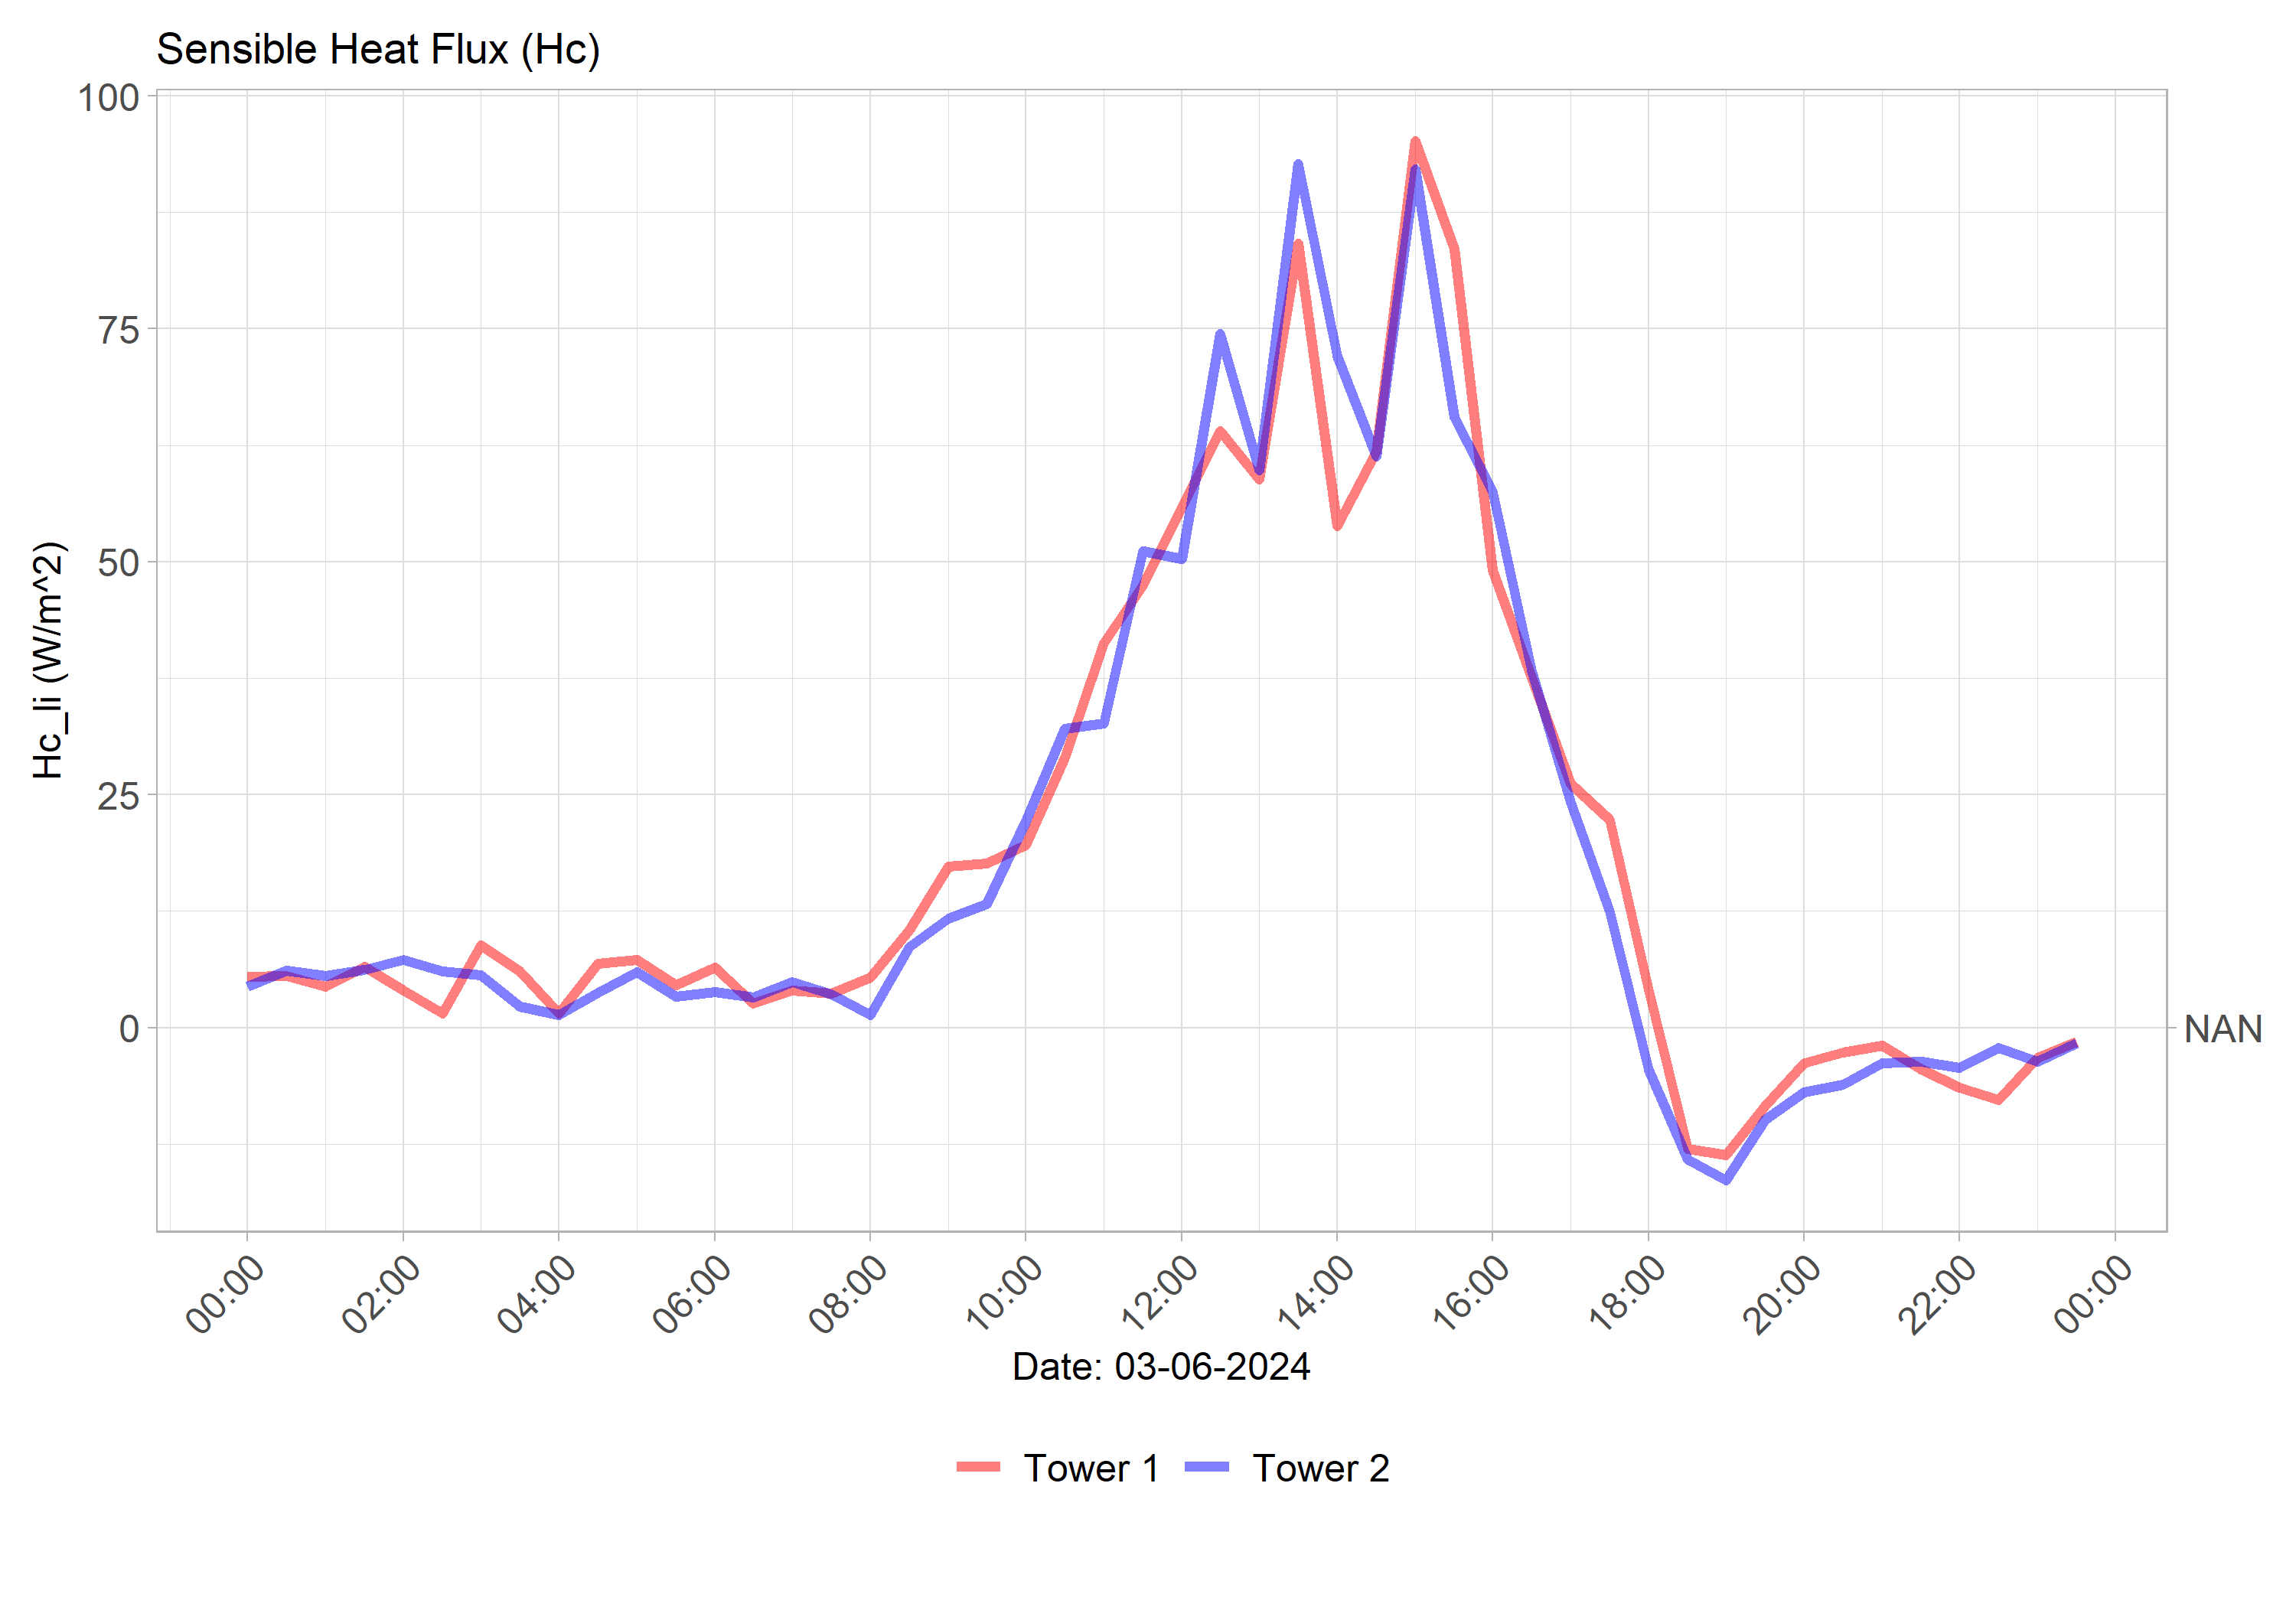 Sensible Heat Flux (Hc)
100
75
50
25
0
NAN
Hc_li (W/m^2)
00:00 02:00 04:00 06:00 08:00 10:00 12:00 14:00 16:00 18:00 20:00 22:00 00:00
Date: 03-06-2024
Tower 1 Tower 2